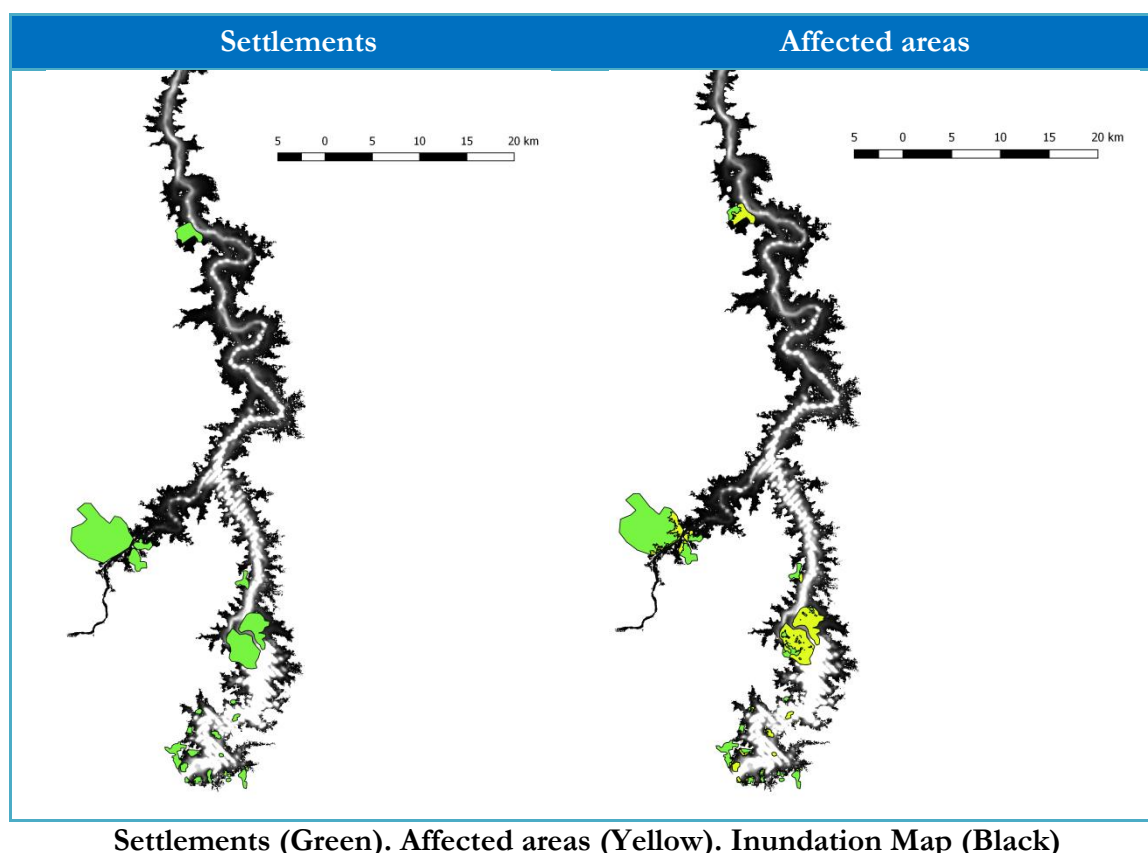 Settlements
Affected areas
5 0 5 10 15 20 km
5 0 5 10 15 20 km
Settlements (Green). Affected areas (Yellow). Inundation Map (Black)